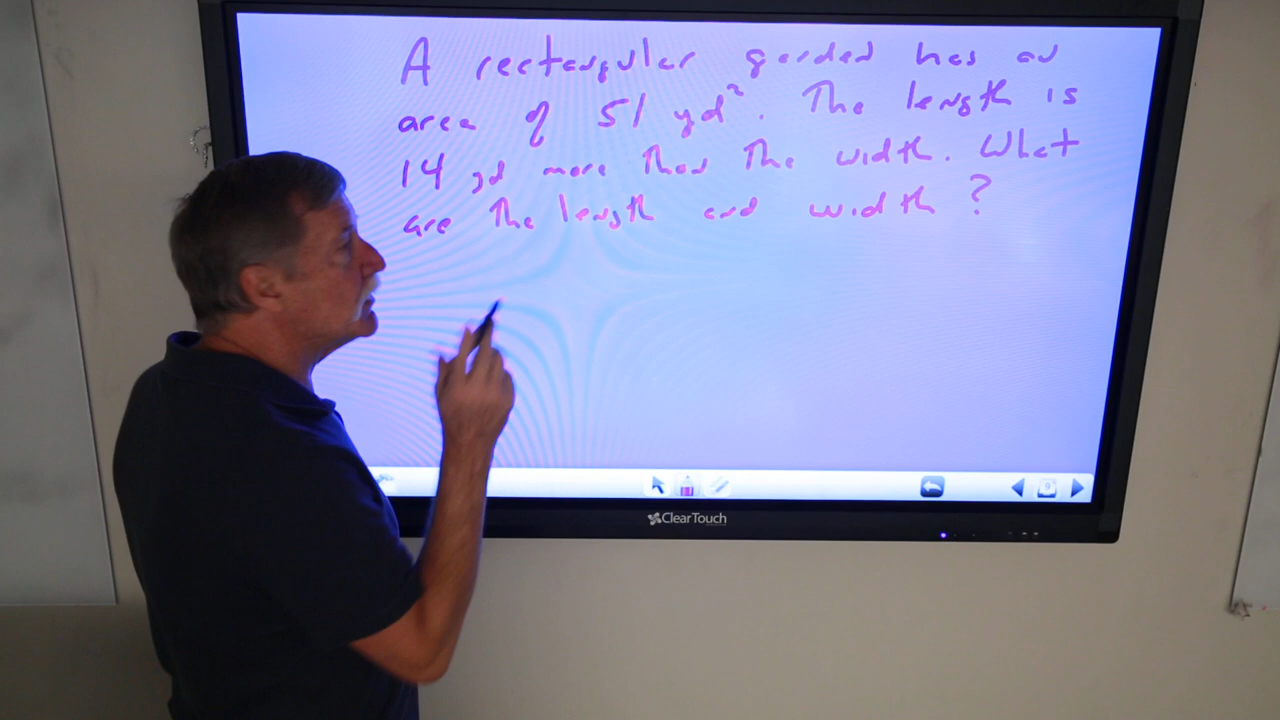 A rectangular garded has an
area of 51 yd². The length is
14 yd more than the width. What
are the length and width ?
ClearTouch